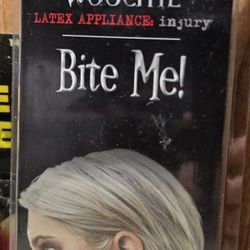 WOOCHIE
LATEX APPLIANCE: injury
Bite Me!